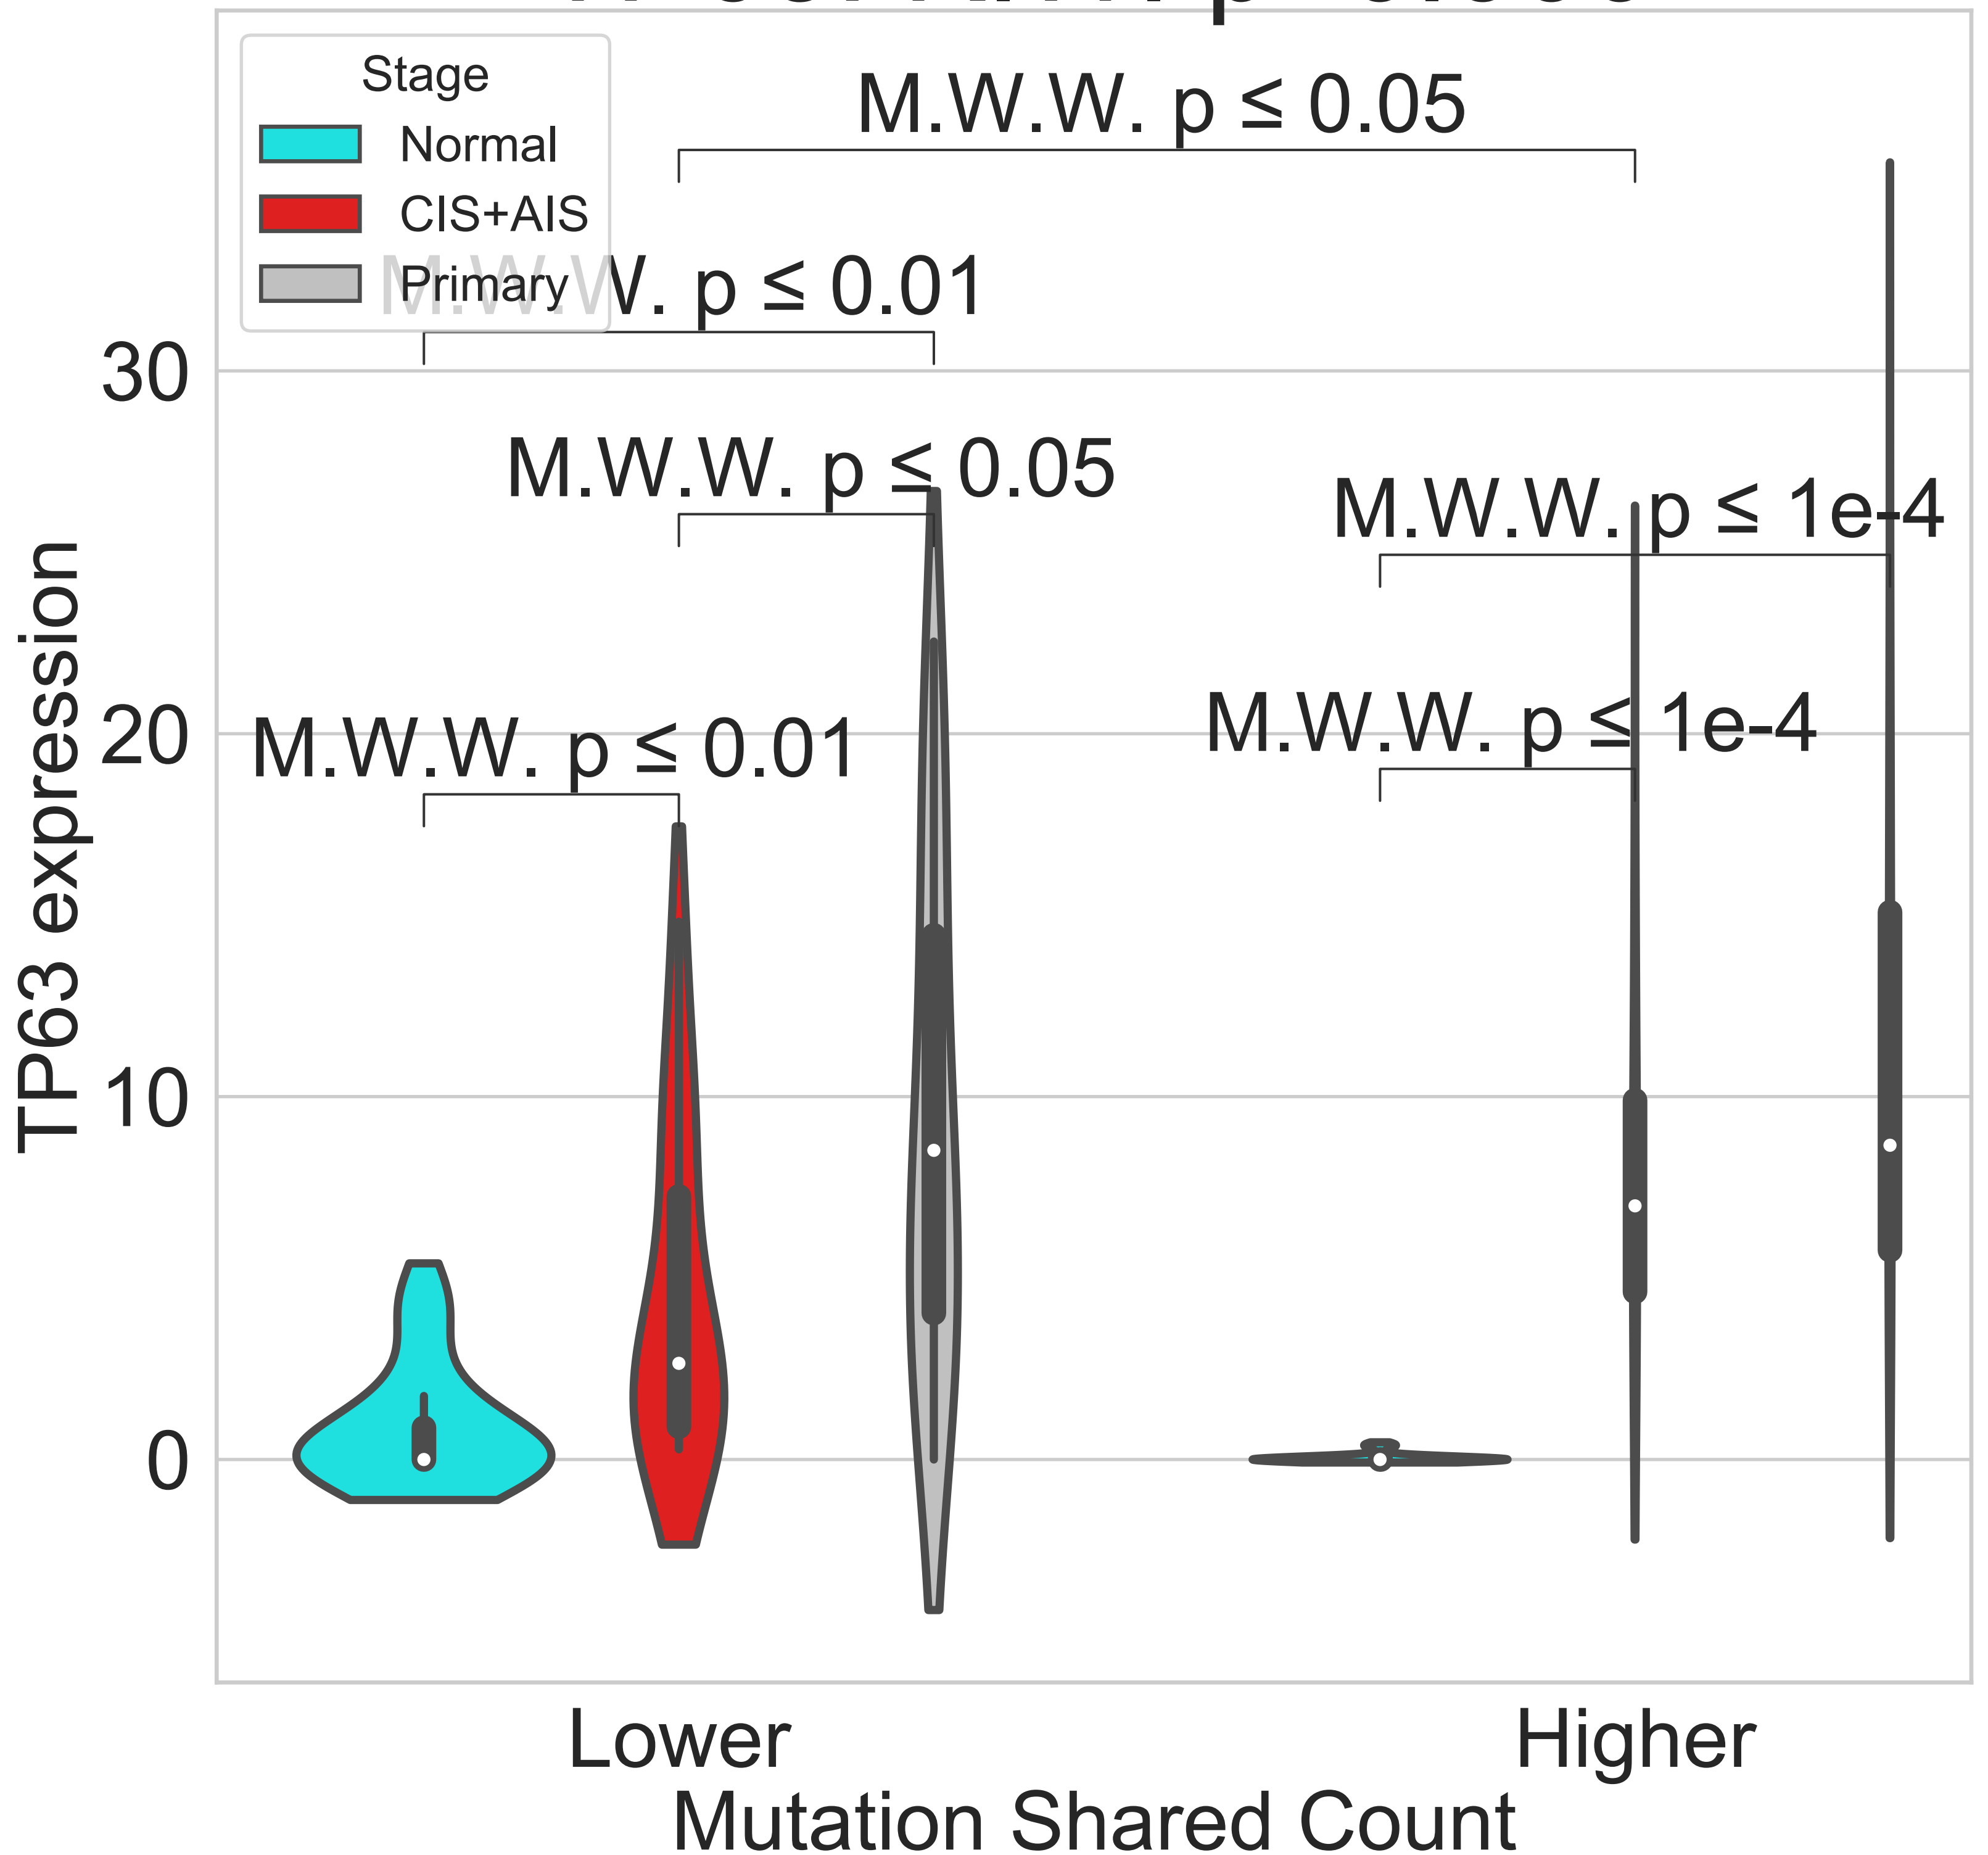 M.W.W. p ≤ 0.05
Stage
Normal
CIS+AIS
Primary
M.W.W. p ≤ 0.01
30
M.W.W. p ≤ 0.05
M.W.W. p ≤ 1e-4
20
M.W.W. p ≤ 0.01
M.W.W. p ≤ 1e-4
TP63 expression
10
0
Lower
Higher
Mutation Shared Count